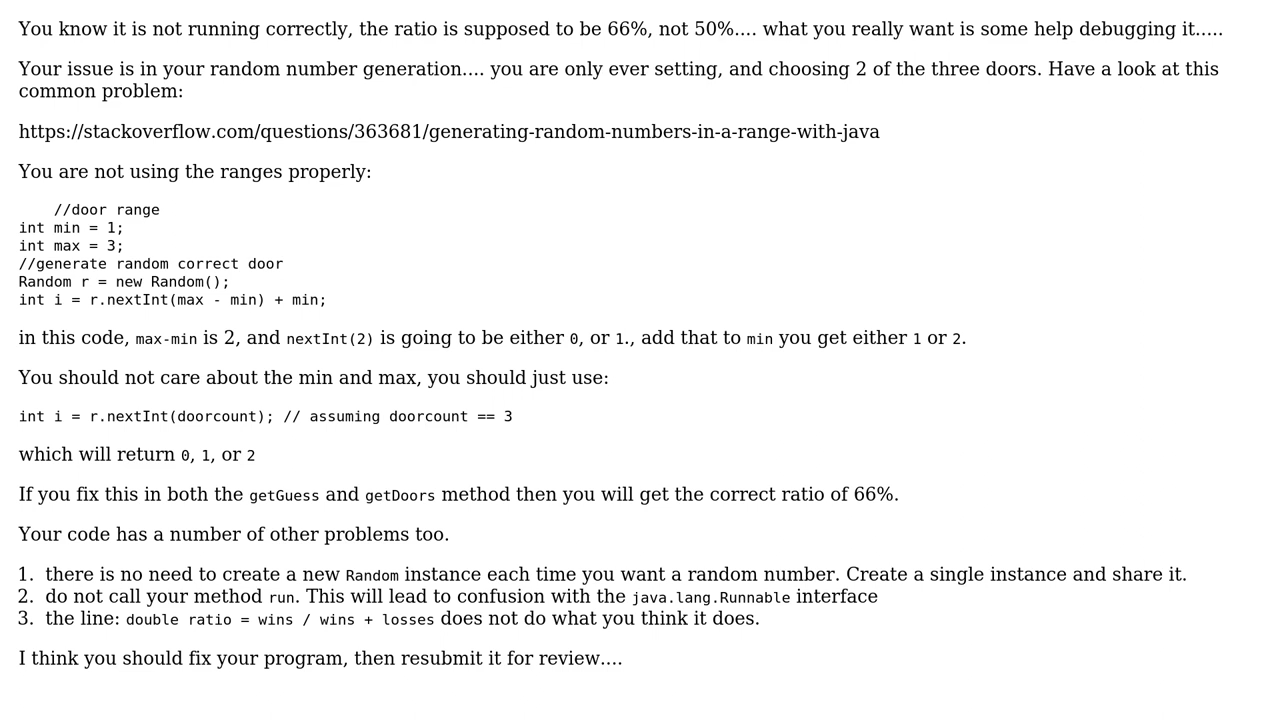 You know it is not running correctly, the ratio is supposed to be 66%, not 50%.... what you really want is some help debugging it.....
Your issue is in your random number generation.... you are only ever setting, and choosing 2 of the three doors. Have a look at this
common problem:
https://stackoverflow.com/questions/363681/generating-random-numbers-in-a-range-with-java
You are not using the ranges properly:
//door range
int min = 1;
int max = 3;
//generate random correct door
Random r = new Random();
int i = r.nextInt(max - min) + min;
in this code, max-min is 2, and nextInt(2) is going to be either 0, or 1., add that to min you get either 1 or 2.
You should not care about the min and max, you should just use:
int i = r.nextInt(doorcount); // assuming doorcount == 3
which will return 0, 1, or 2
If you fix this in both the getGuess and getDoors method then you will get the correct ratio of 66%.
Your code has a number of other problems too.
1. there is no need to create a new Random instance each time you want a random number. Create a single instance and share it.
2. do not call your method run. This will lead to confusion with the java.lang.Runnable interface
3. the line: double ratio = wins / wins + losses does not do what you think it does.
I think you should fix your program, then resubmit it for review....